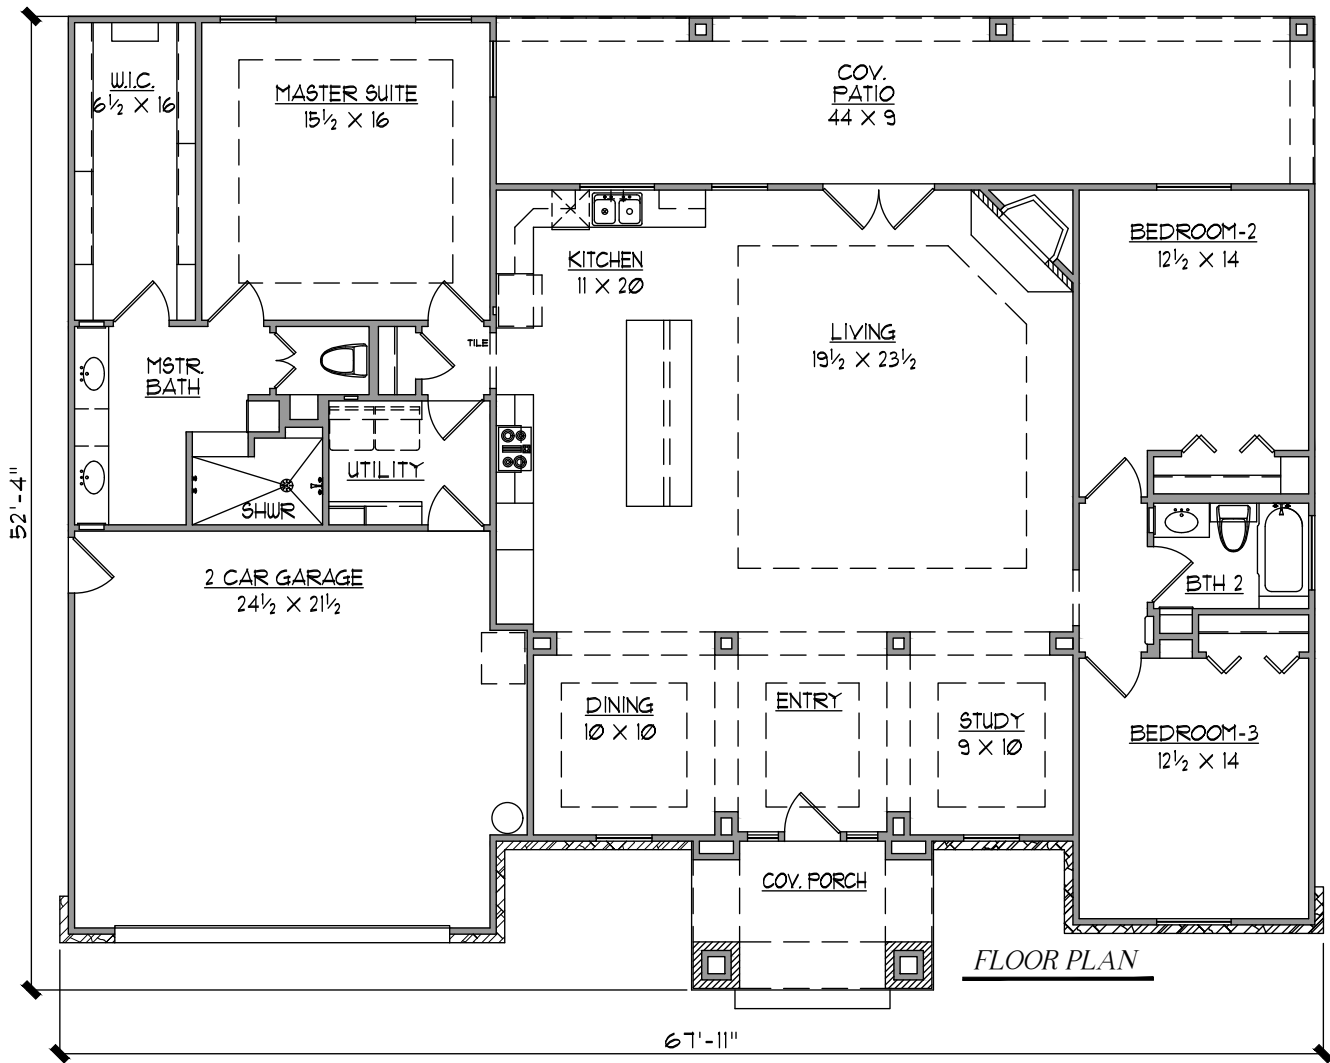 W.I.C.
6½ X 16
MASTER SUITE
15½ X 16
COV.
PATIO
44 X 9
KITCHEN
11 X 20
BEDROOM-2
12½ X 14
LIVING
19½ X 23½
TILE
MSTR.
BATH
UTILITY
SHWR
52'-4"
2 CAR GARAGE
24½ X 21½
BTH 2
DINING
10 X 10
ENTRY
STUDY
9 X 10
BEDROOM-3
12½ X 14
COV. PORCH
FLOOR PLAN
67'-11"